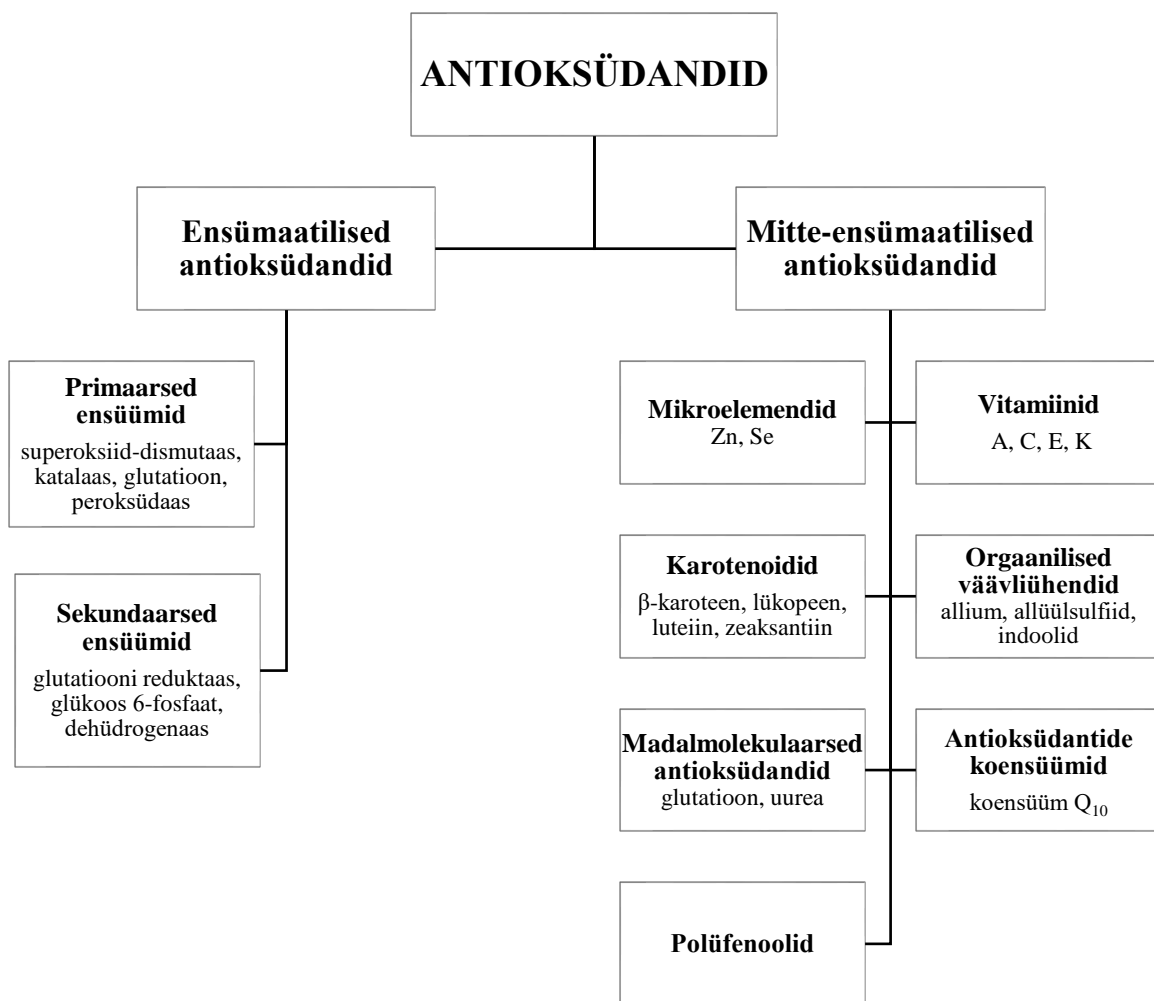 ANTIOKSÜDANDID
Ensümaatilised
antioksüdandid
Mitte-ensümaatilised
antioksüdandid
Primaarsed
ensüümid
superoksiid-dismutaas,
katalaas, glutatioon,
peroksüdaas
Sekundaarsed
ensüümid
glutatiooni reduktaas,
glükoos 6-fosfaat,
dehüdrogenaas
Mikroelemendid
Zn, Se
Vitamiinid
A, C, E, K
Karotenoidid
β-karoteen, lükopeen,
luteiin, zeaksantiin
Orgaanilised
väävliühendid
allium, allüülsulfiid,
indoolid
Madalmolekulaarsed
antioksüdandid
glutatioon, uurea
Antioksüdantide
koensüümid
koensüüm Q₁₀
Polüfenoolid